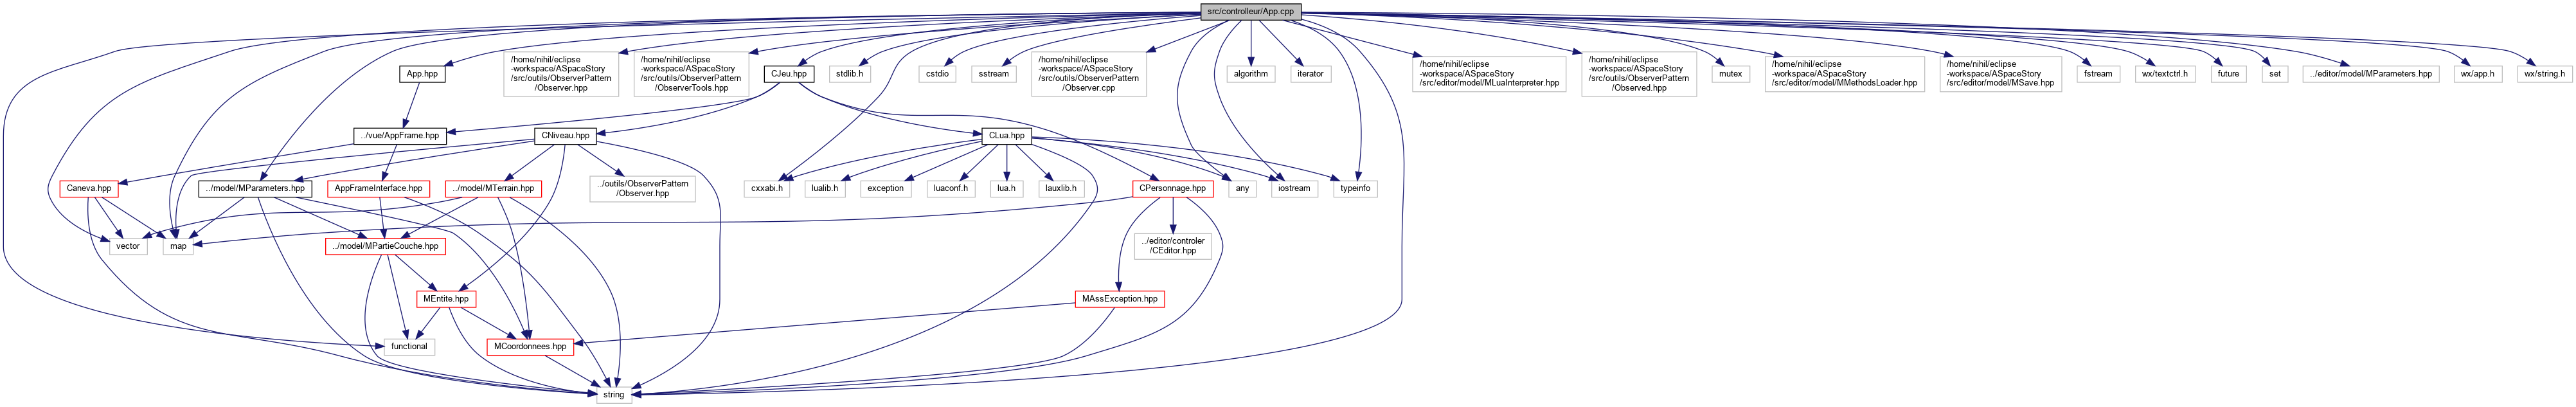 src/controlleur/App.cpp
App.hpp
/home/nihil/eclipse
-workspace/ASpaceStory
/src/outils/ObserverPattern
/Observer.hpp
/home/nihil/eclipse
-workspace/ASpaceStory
/src/outils/ObserverPattern
/ObserverTools.hpp
CJeu.hpp
stdlib.h
cstdio
sstream
/home/nihil/eclipse
-workspace/ASpaceStory
/src/outils/ObserverPattern
/Observer.cpp
algorithm
iterator
/home/nihil/eclipse
-workspace/ASpaceStory
/src/editor/model/MLuaInterpreter.hpp
/home/nihil/eclipse
-workspace/ASpaceStory
/src/outils/ObserverPattern
/Observed.hpp
mutex
/home/nihil/eclipse
-workspace/ASpaceStory
/src/editor/model/MMethodsLoader.hpp
/home/nihil/eclipse
-workspace/ASpaceStory
/src/editor/model/MSave.hpp
fstream
wx/textctrl.h
future
set
../editor/model/MParameters.hpp
wx/app.h
wx/string.h
../vue/AppFrame.hpp
CNiveau.hpp
CLua.hpp
Caneva.hpp
../model/MParameters.hpp
AppFrameInterface.hpp
../model/MTerrain.hpp
../outils/ObserverPattern
/Observer.hpp
cxxabi.h
lualib.h
exception
luaconf.h
lua.h
lauxlib.h
CPersonnage.hpp
any
iostream
typeinfo
vector
map
../model/MPartieCouche.hpp
../editor/controler
/CEditor.hpp
MEntite.hpp
MAssException.hpp
functional
MCoordonnees.hpp
string